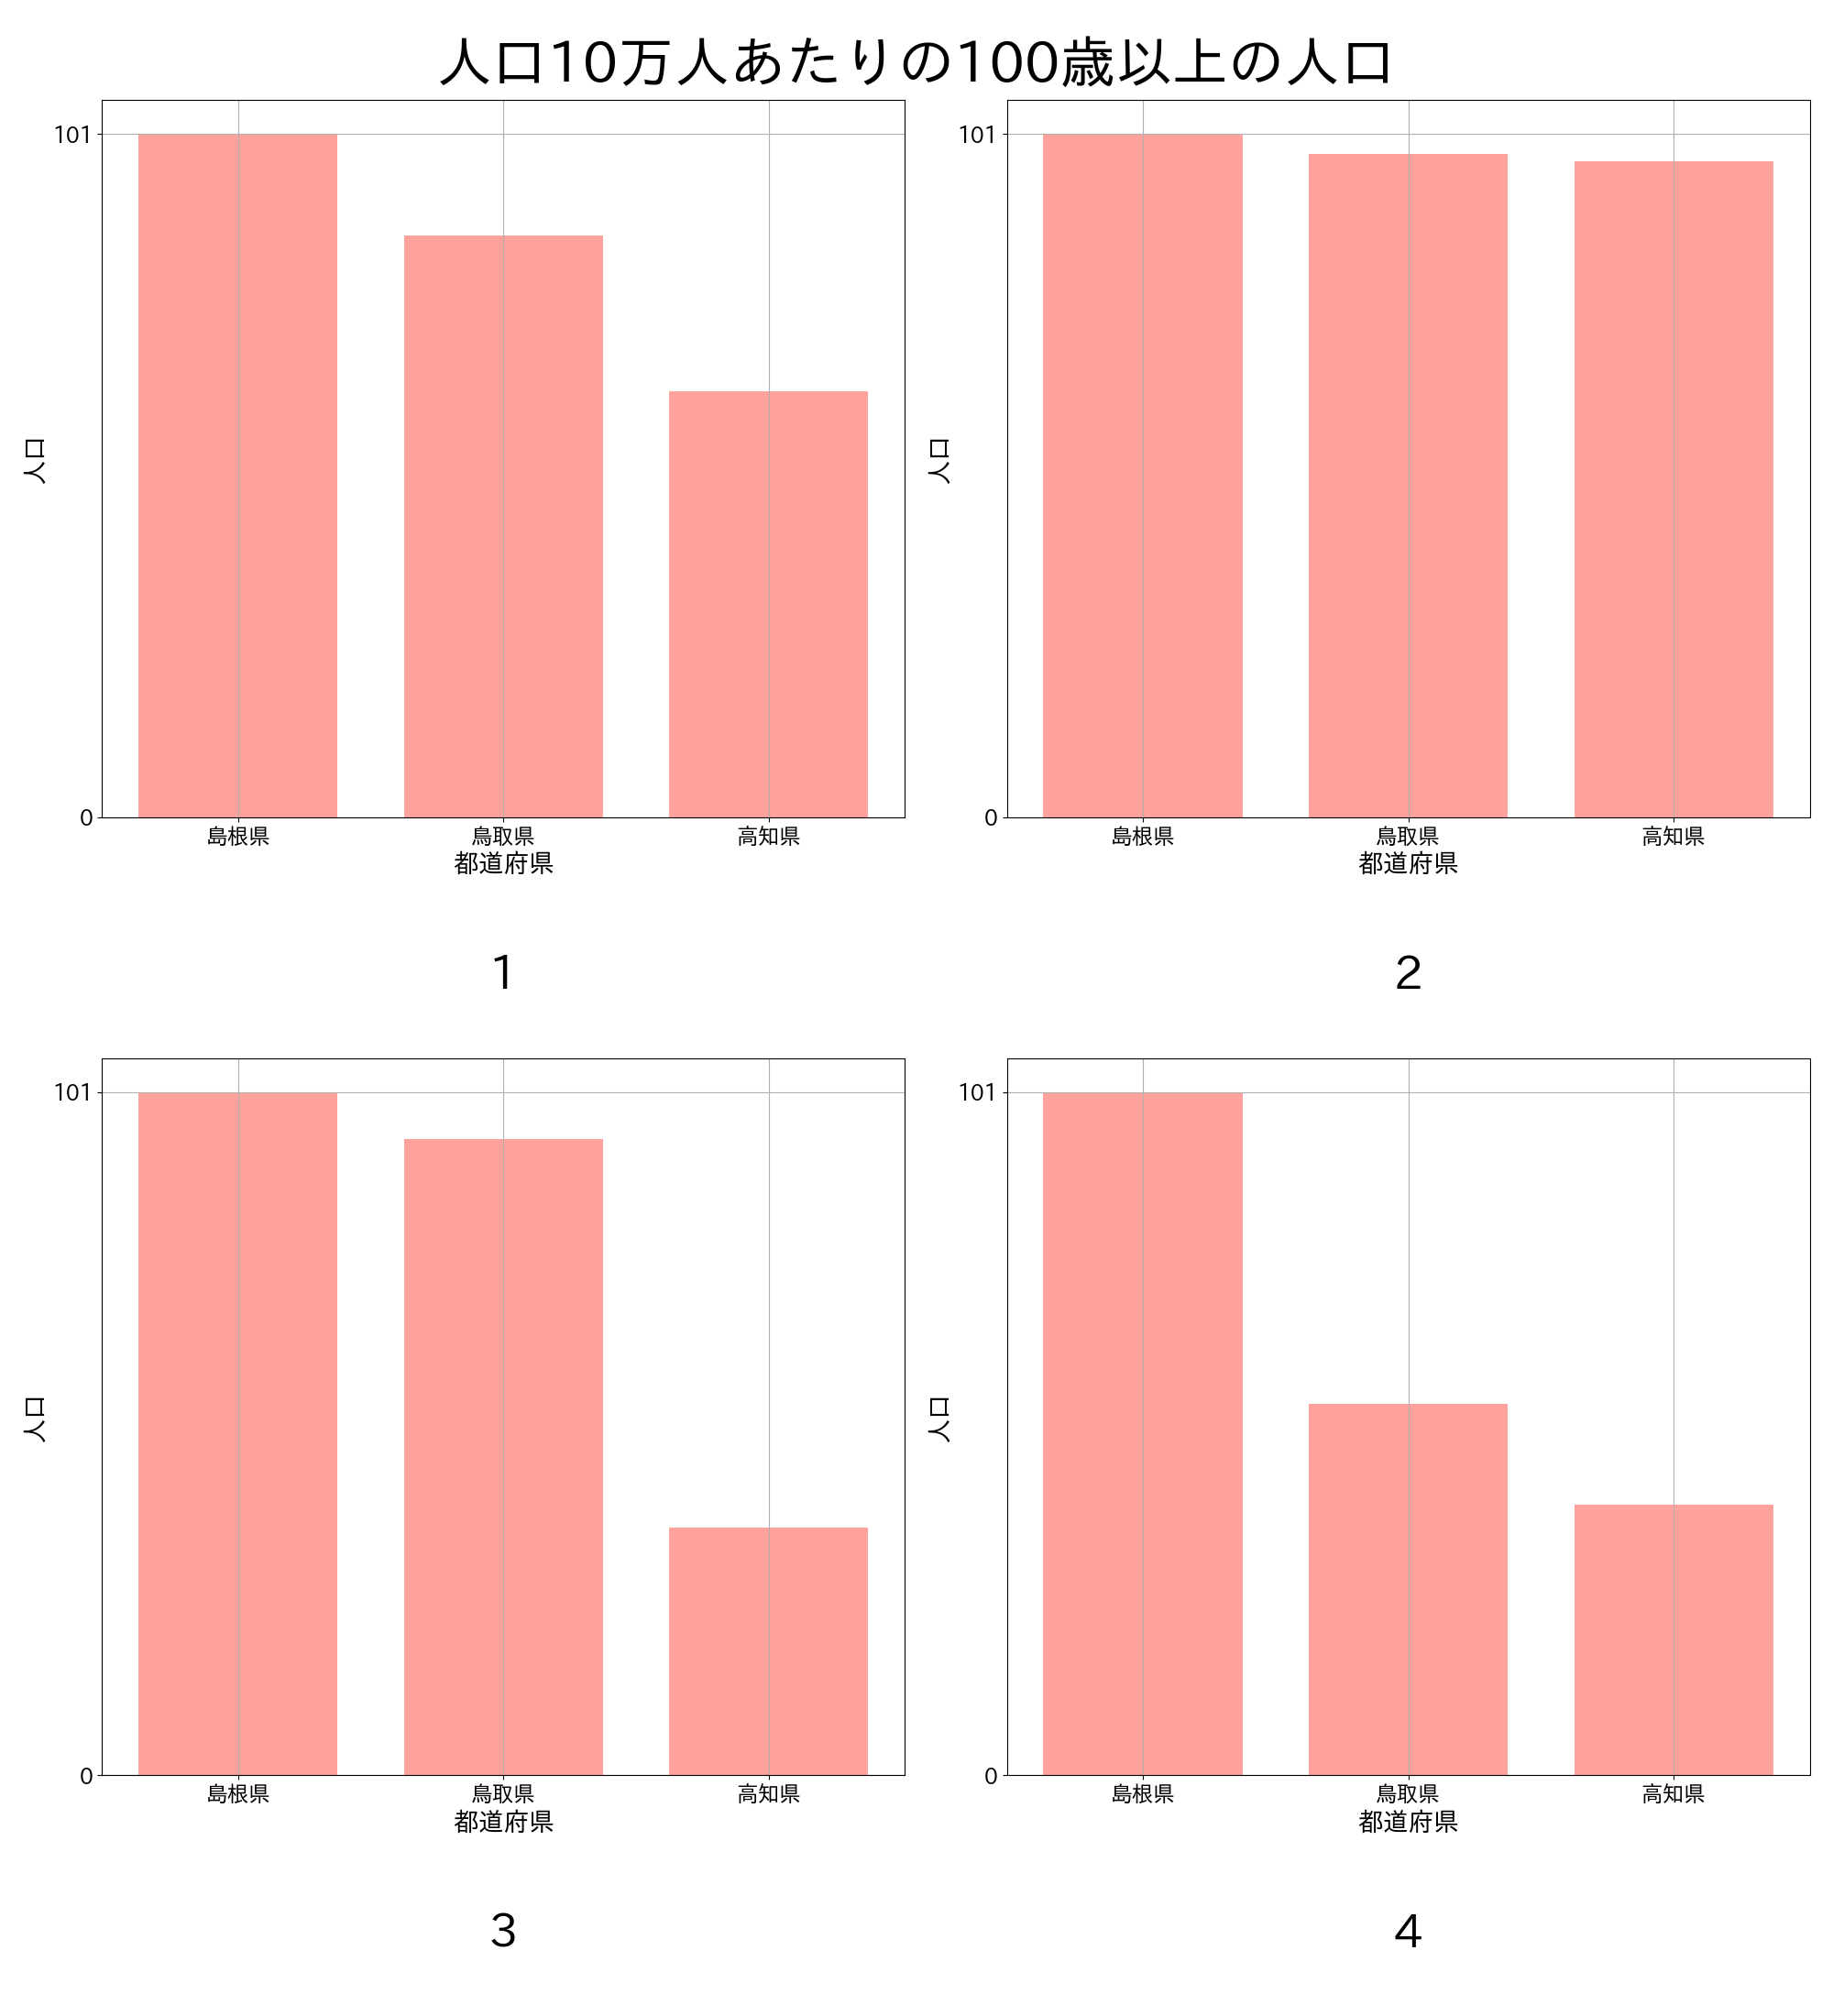 人口10万人あたりの100歳以上の人口
101
0
人口
島根県 鳥取県 高知県
都道府県
1
101
0
人口
島根県 鳥取県 高知県
都道府県
2
101
0
人口
島根県 鳥取県 高知県
都道府県
3
101
0
人口
島根県 鳥取県 高知県
都道府県
4